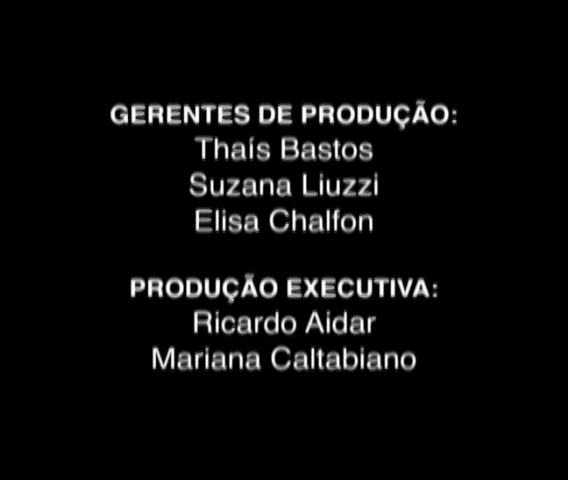 GERENTES DE PRODUÇÃO:
Thaís Bastos
Suzana Liuzzi
Elisa Chalfon
PRODUÇÃO EXECUTIVA:
Ricardo Aidar
Mariana Caltabiano